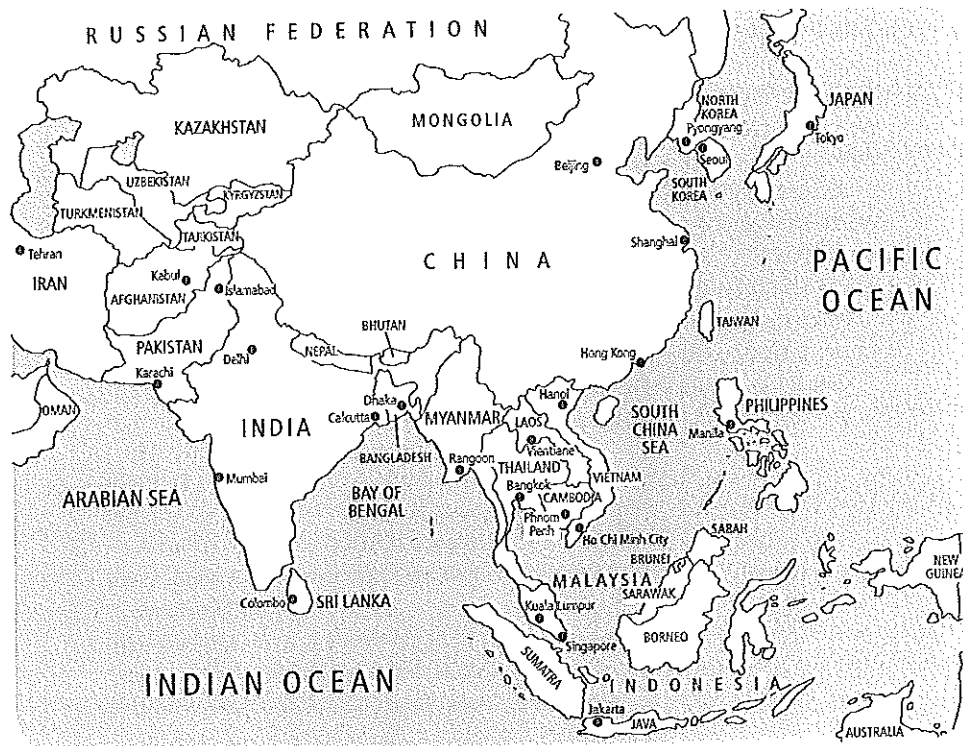 RUSSIAN FEDERATION
KAZAKHSTAN
MONGOLIA
NORTH
KOREA
Pyongyang
JAPAN
Tokyo
Seoul
SOUTH
KOREA
Beijing
UZBEKISTAN
KYRGYZSTAN
TURKMENISTAN
TAJIKISTAN
Tehran
IRAN
Kabul
AFGHANISTAN
Islamabad
CHINA
Shanghai
PACIFIC
OCEAN
TAIWAN
PAKISTAN
Karachi
Delhi
NEPAL
BHUTAN
Hong Kong
OMAN
INDIA
Dhaka
Calcutta
BANGLADESH
MYANMAR
Rangoon
Hanoi
LAOS
Vientiane
THAILAND
Bangkok
VIETNAM
CAMBODIA
Phnom
Penh
Ho Chi Minh City
SOUTH
CHINA
SEA
PHILIPPINES
Manila
ARABIAN SEA
Mumbai
BAY OF
BENGAL
Colombo
SRI LANKA
SABAH
BRUNEI
MALAYSIA
SARAWAK
Kuala Lumpur
Singapore
BORNEO
NEW
GUINEA
SUMATRA
INDIAN OCEAN
INDONESIA
Jakarta
JAVA
AUSTRALIA